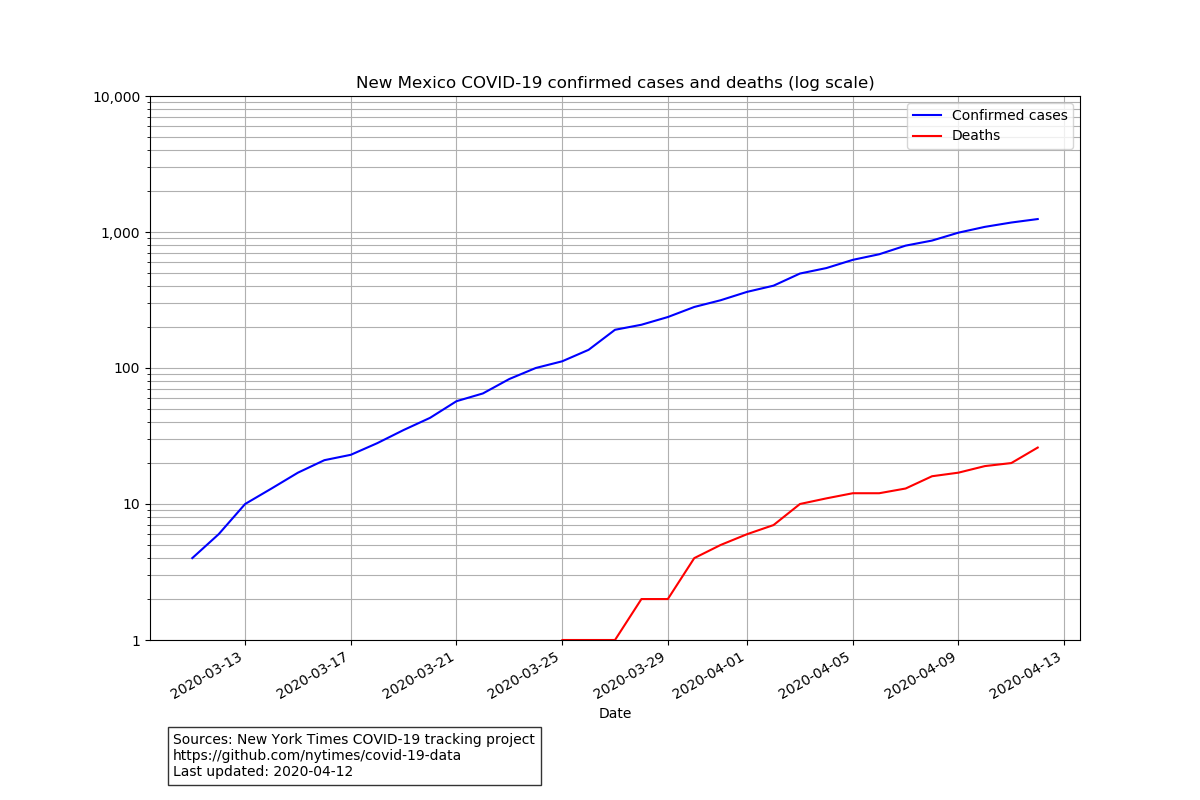 New Mexico COVID-19 confirmed cases and deaths (log scale)
10,000
1,000
100
10
1
Confirmed cases
Deaths
2020-03-13
2020-03-17
2020-03-21
2020-03-25
2020-03-29
2020-04-01
2020-04-05
2020-04-09
2020-04-13
Date
Sources: New York Times COVID-19 tracking project
https://github.com/nytimes/covid-19-data
Last updated: 2020-04-12